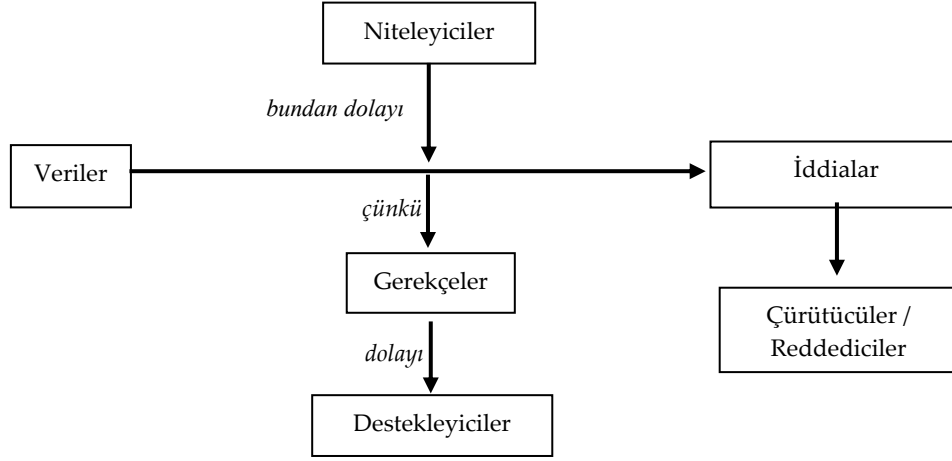 Niteleyiciler
bundan dolayı
Veriler
İddialar
çünkü
Gerekçeler
Çürütücüler /
Reddediciler
dolayı
Destekleyiciler